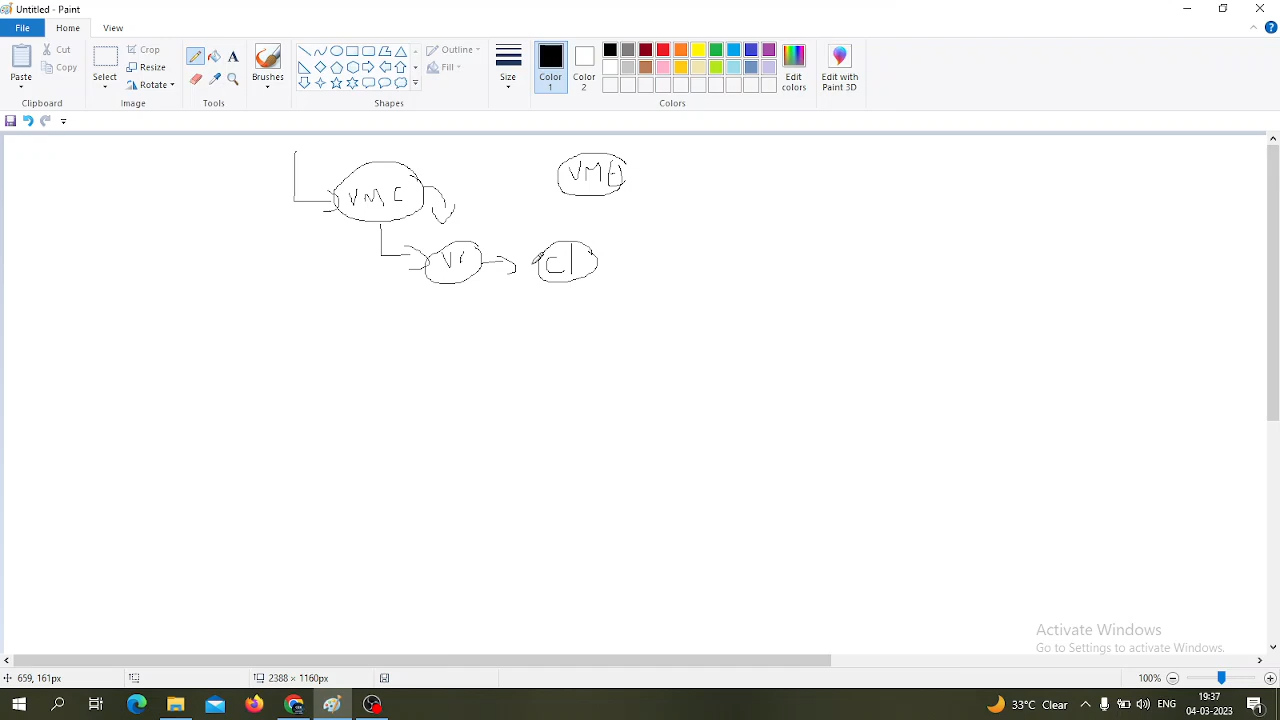 Untitled - Paint
File Home View
Paste Cut Copy Select Crop Resize Rotate Brushes Outline Fill Size Color 1 Color 2 Edit colors Edit with Paint 3D
Clipboard Image Tools Shapes Colors
VMC
VM
V
C
Activate Windows
Go to Settings to activate Windows.
659, 161px 2388 × 1160px 100%
33°C Clear ENG 19:37 04-03-2023